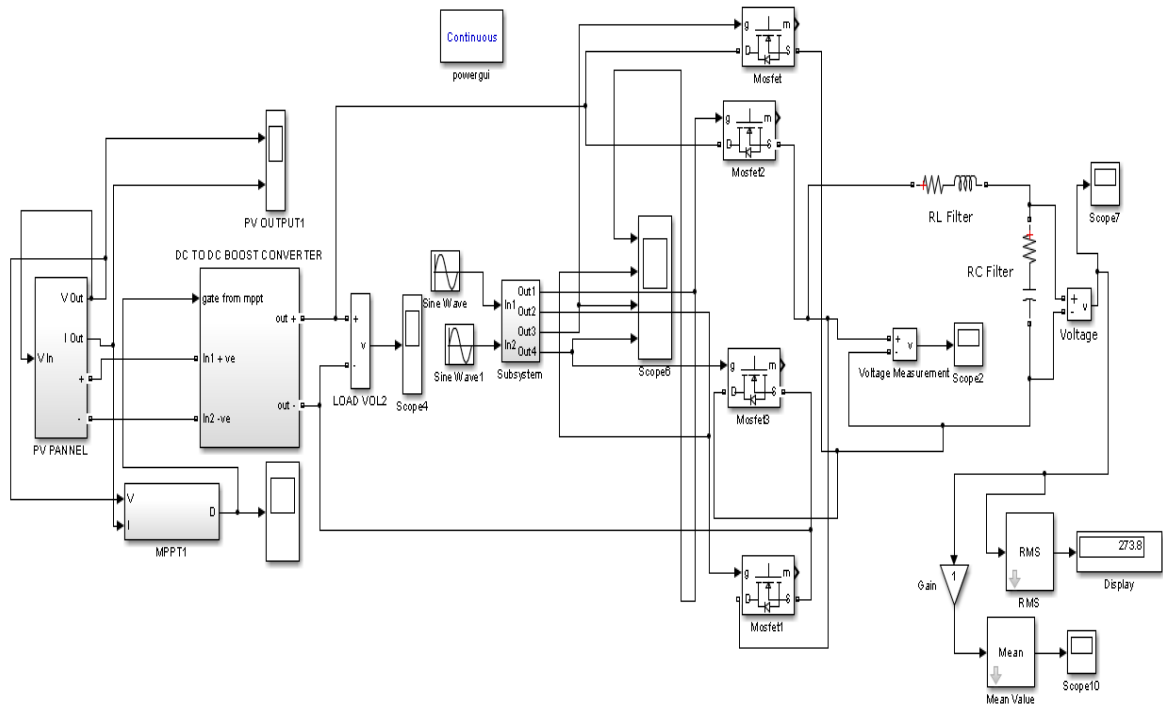 Continuous
powergui
g
m
D
S
Mosfet
g
m
D
S
Mosfet2
PV OUTPUT1
RL Filter
Scope7
RC Filter
DC TO DC BOOST CONVERTER
gate from mppt
out +
In1 +ve
out -
In2 -ve
V Out
I Out
V In
+
-
PV PANNEL
+
v
-
LOAD VOL2
Scope4
Sine Wave
Sine Wave1
In1
In2
Out1
Out2
Out3
Out4
Subsystem
Scope6
+
-
v
Voltage
+
-
v
Voltage Measurement
Scope2
g
m
D
S
Mosfet3
V
I
D
MPPT1
g
m
D
S
Mosfet1
1
Gain
RMS
RMS
273.8
Display
Mean
Mean Value
Scope10